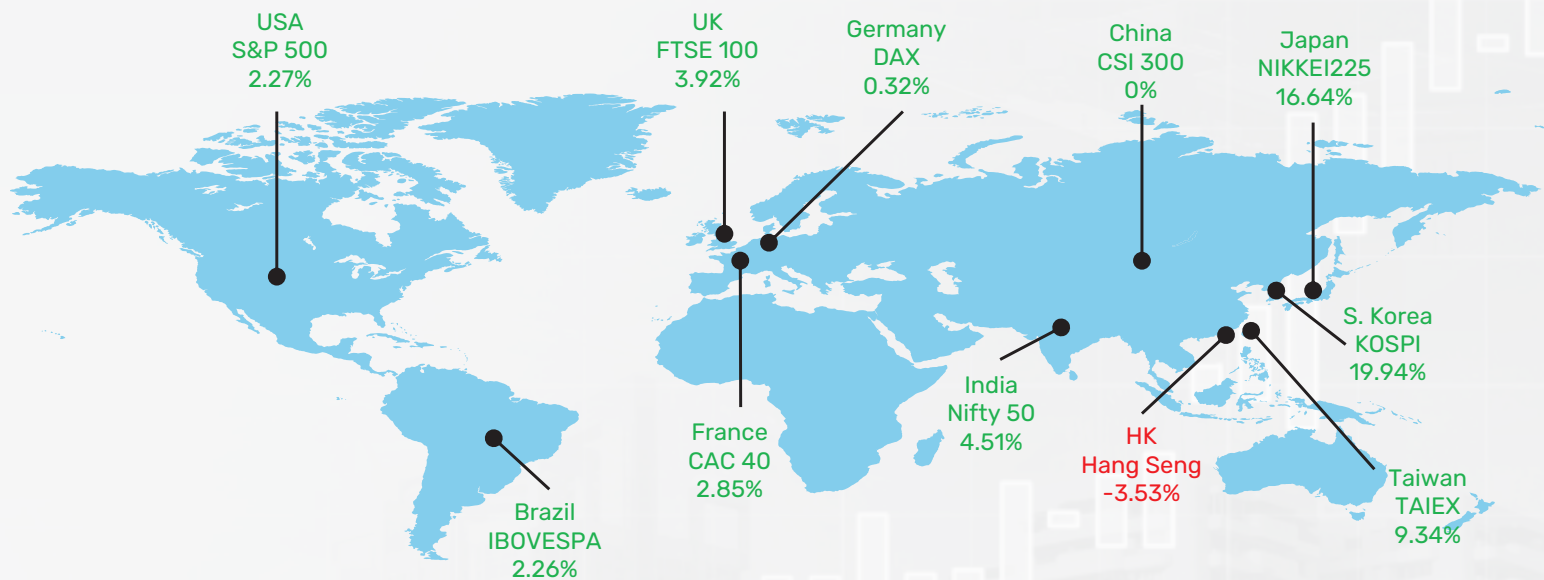 USA
S&P 500
2.27%
UK
FTSE 100
3.92%
Germany
DAX
0.32%
China
CSI 300
0%
Japan
NIKKEI225
16.64%
S. Korea
KOSPI
19.94%
India
Nifty 50
4.51%
France
CAC 40
2.85%
HK
Hang Seng
-3.53%
Taiwan
TAIEX
9.34%
Brazil
IBOVESPA
2.26%